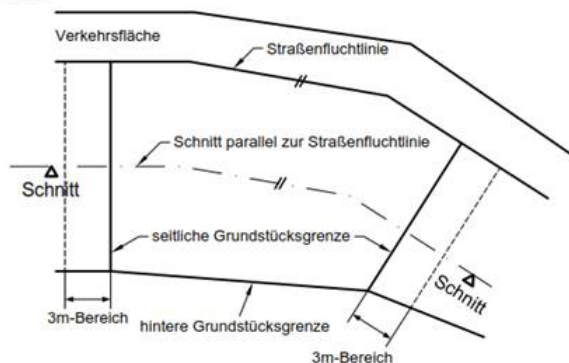 Verkehrsfläche
Straßenfluchtlinie
Schnitt parallel zur Straßenfluchtlinie
Schnitt
seitliche Grundstücksgrenze
Schnitt
3m-Bereich
hintere Grundstücksgrenze
3m-Bereich